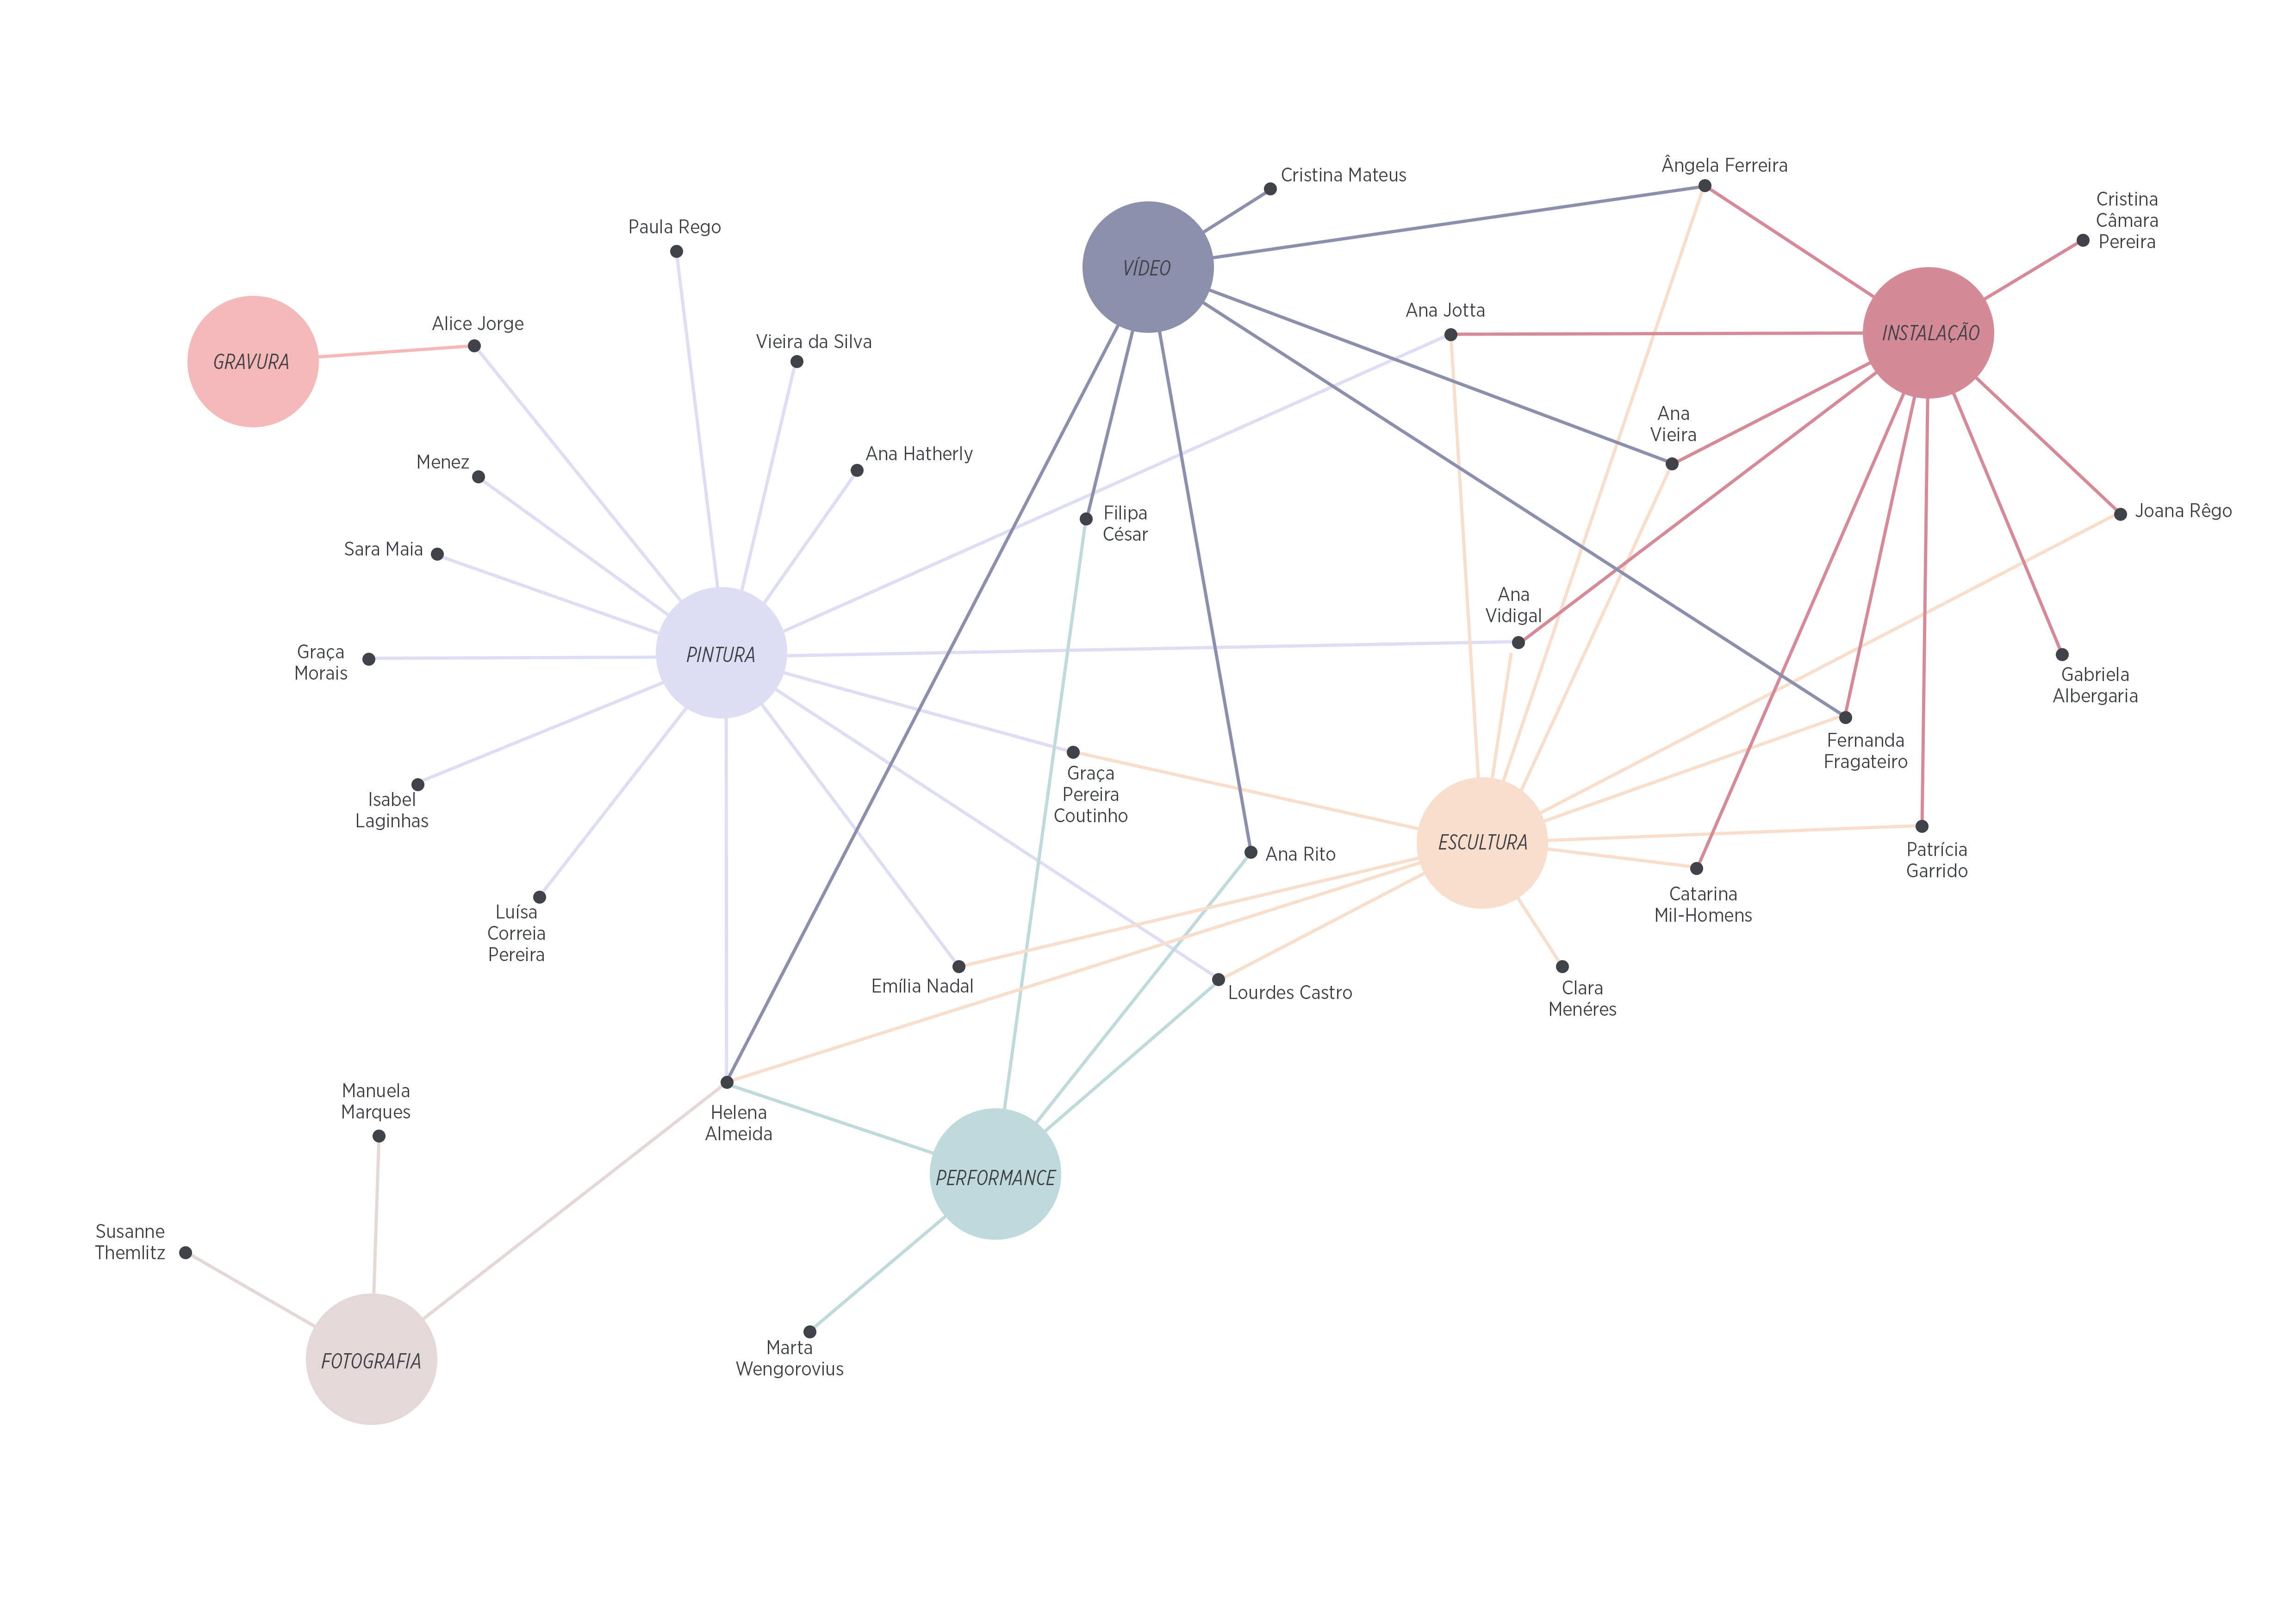 Cristina Mateus
Ângela Ferreira
Cristina
Câmara
Pereira
Paula Rego
VÍDEO
Ana Jotta
Alice Jorge
INSTALAÇÃO
Vieira da Silva
GRAVURA
Ana
Vieira
Ana Hatherly
Menez
Filipa
César
Joana Rêgo
Sara Maia
Ana
Vidigal
Graça
Morais
PINTURA
Gabriela
Albergaria
Fernanda
Fragateiro
Graça
Pereira
Coutinho
Isabel
Laginhas
ESCULTURA
Ana Rito
Patrícia
Garrido
Catarina
Mil-Homens
Luísa
Correia
Pereira
Emília Nadal
Lourdes Castro
Clara
Menéres
Manuela
Marques
Helena
Almeida
PERFORMANCE
Susanne
Themlitz
Marta
Wengorovius
FOTOGRAFIA